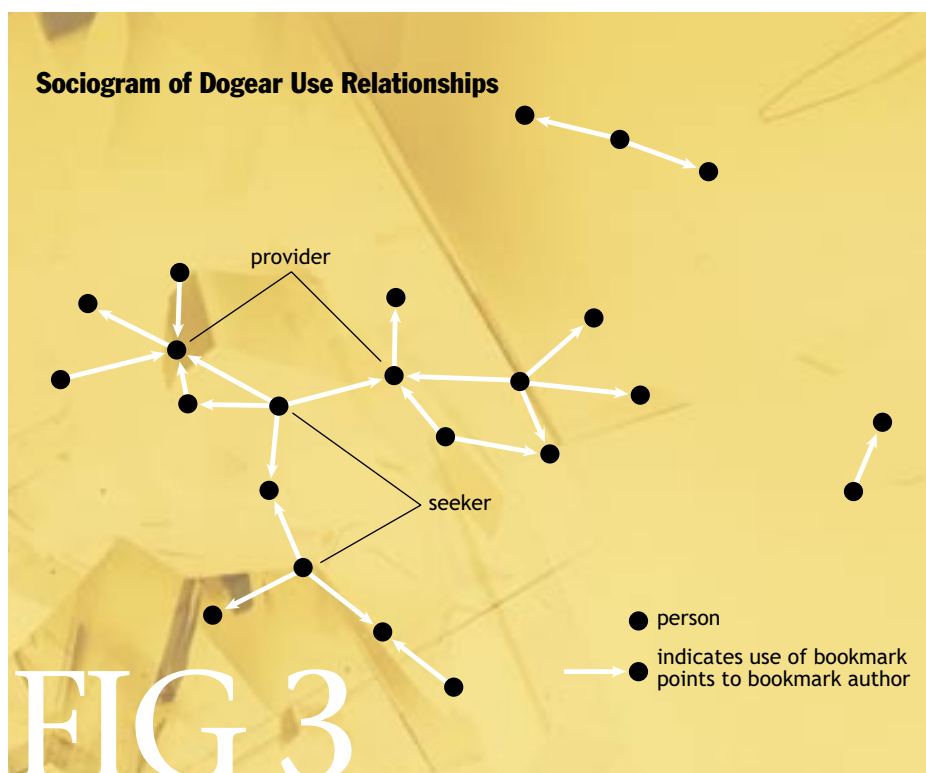 Sociogram of Dogear Use Relationships
provider
seeker
person
indicates use of bookmark
points to bookmark author
FIG 3